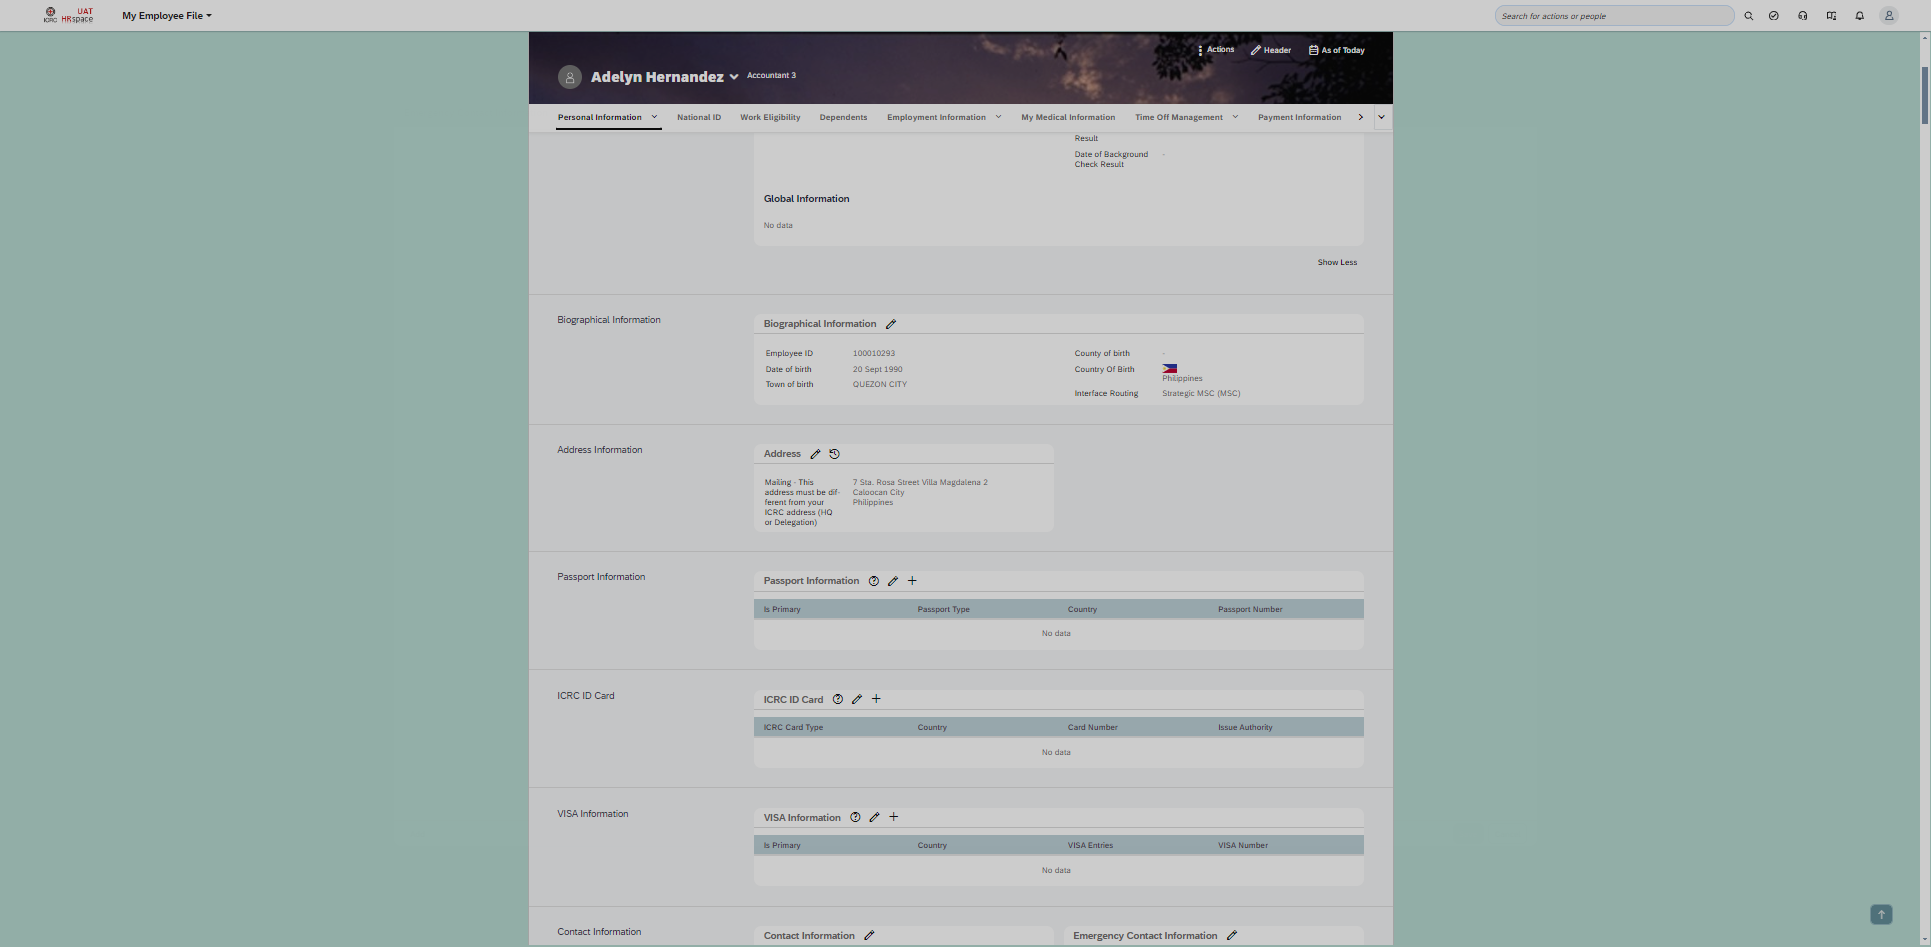 ICRC
UAT
HRspace
My Employee File
Search for actions or people
Actions
Header
As of Today
Adelyn Hernandez
Accountant 3
Personal Information
National ID
Work Eligibility
Dependents
Employment Information
My Medical Information
Time Off Management
Payment Information
Result
Date of Background
Check Result
-
Global Information
No data
Show Less
Biographical Information
Biographical Information
Employee ID
100010293
County of birth
-
Date of birth
20 Sept 1990
Country Of Birth
Philippines
Town of birth
QUEZON CITY
Interface Routing
Strategic MSC (MSC)
Address Information
Address
Mailing - This
address must be dif-
ferent from your
ICRC address (HQ
or Delegation)
7 Sta. Rosa Street Villa Magdalena 2
Caloocan City
Philippines
Passport Information
Passport Information
Is Primary
Passport Type
Country
Passport Number
No data
ICRC ID Card
ICRC ID Card
ICRC Card Type
Country
Card Number
Issue Authority
No data
VISA Information
VISA Information
Is Primary
Country
VISA Entries
VISA Number
No data
Contact Information
Contact Information
Emergency Contact Information